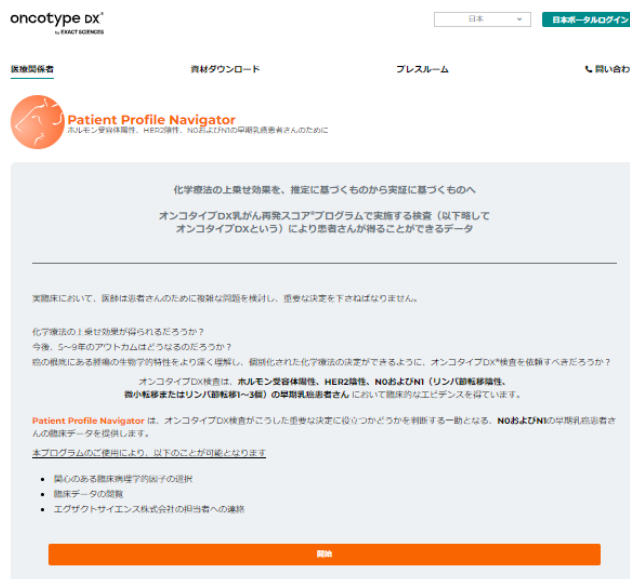 oncotype DX®
by EXACT SCIENCES
日本
日本ポータルログイン
医療関係者
資材ダウンロード
プレスルーム
問い合わ
Patient Profile Navigator
ホルモン受容体陽性、HER2陰性、N0およびN1の早期乳癌患者さんのために
化学療法の上乗せ効果を、推定に基づくものから実証に基づくものへ
オンコタイプDX乳がん再発スコア®プログラムで実施する検査（以下略して
オンコタイプDXという）により患者さんが得ることができるデータ
実臨床において、医師は患者さんのために複雑な問題を検討し、重要な決定を下さねばなりません。
化学療法の上乗せ効果が得られるだろうか？
今後、5～9年のアウトカムはどうなるのだろうか？
癌の根底にある腫瘍の生物学的特性をより深く理解し、個別化された化学療法の決定ができるように、オンコタイプDX®検査を依頼すべきだろうか？
オンコタイプDX検査は、ホルモン受容体陽性、HER2陰性、N0およびN1（リンパ節転移陰性、
微小転移またはリンパ節転移1～3個）の早期乳癌患者さん において臨床的なエビデンスを得ています。
Patient Profile Navigator は、オンコタイプDX検査がこうした重要な決定に役立つかどうかを判断する一助となる、N0およびN1の早期乳癌患者さ
んの臨床データを提供します。
本プログラムのご使用により、以下のことが可能となります
• 関心のある臨床病理学的因子の選択
• 臨床データの閲覧
• エグザクトサイエンス株式会社の担当者への連絡
開始